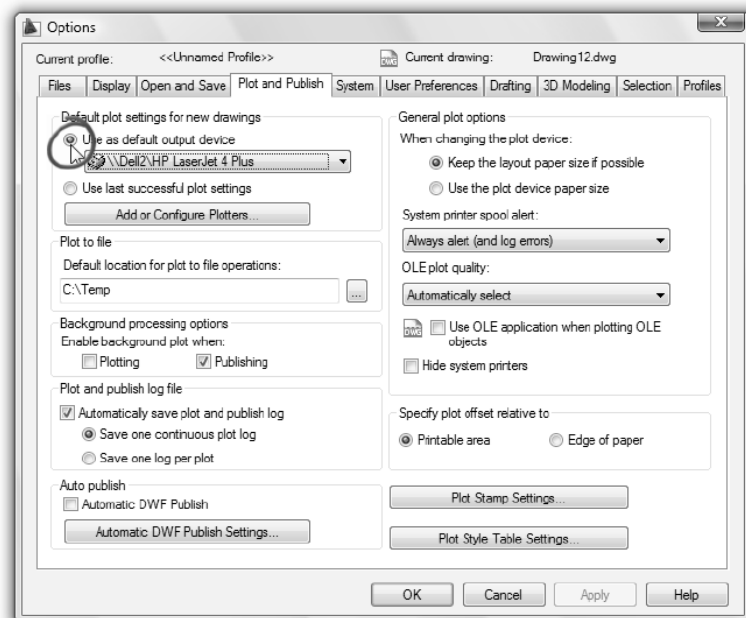 Options
Current profile: <<Unnamed Profile>> DWG Current drawing: Drawing12.dwg
Files Display Open and Save Plot and Publish System User Preferences Drafting 3D Modeling Selection Profiles
Default plot settings for new drawings
Use as default output device
\\Dell2\HP LaserJet 4 Plus
Use last successful plot settings
Add or Configure Plotters...
Plot to file
Default location for plot to file operations:
C:\Temp
...
Background processing options
Enable background plot when:
Plotting Publishing
Plot and publish log file
Automatically save plot and publish log
Save one continuous plot log
Save one log per plot
Auto publish
Automatic DWF Publish
Automatic DWF Publish Settings...
General plot options
When changing the plot device:
Keep the layout paper size if possible
Use the plot device paper size
System printer spool alert:
Always alert (and log errors)
OLE plot quality:
Automatically select
DWG Use OLE application when plotting OLE
objects
Hide system printers
Specify plot offset relative to
Printable area Edge of paper
Plot Stamp Settings...
Plot Style Table Settings...
OK Cancel Apply Help